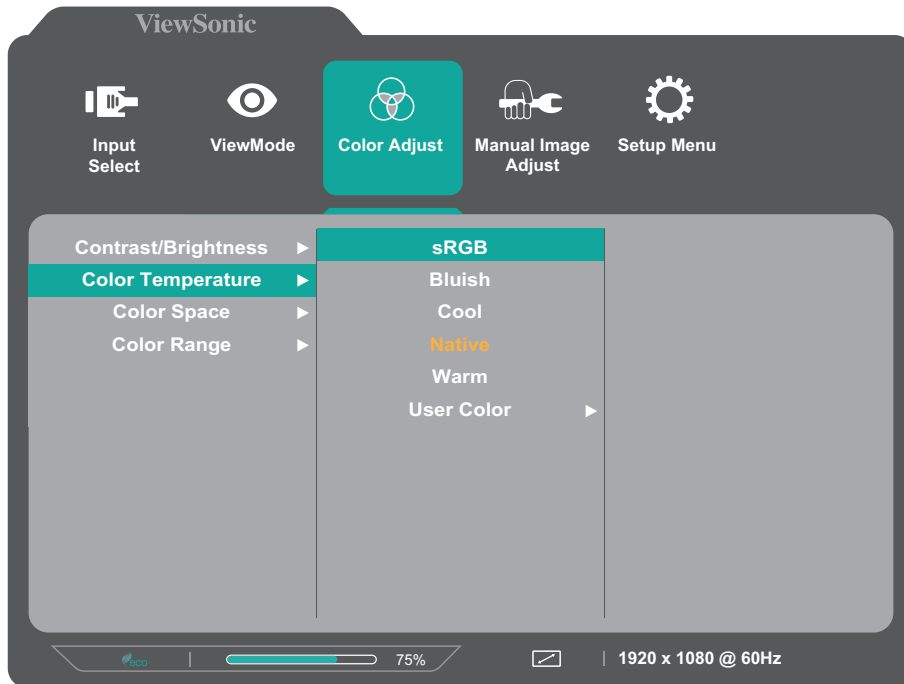 ViewSonic
Input
Select
ViewMode
Color Adjust
Manual Image
Adjust
Setup Menu
Contrast/Brightness
Color Temperature
Color Space
Color Range
sRGB
Bluish
Cool
Native
Warm
User Color
eco
75%
1920 x 1080 @ 60Hz